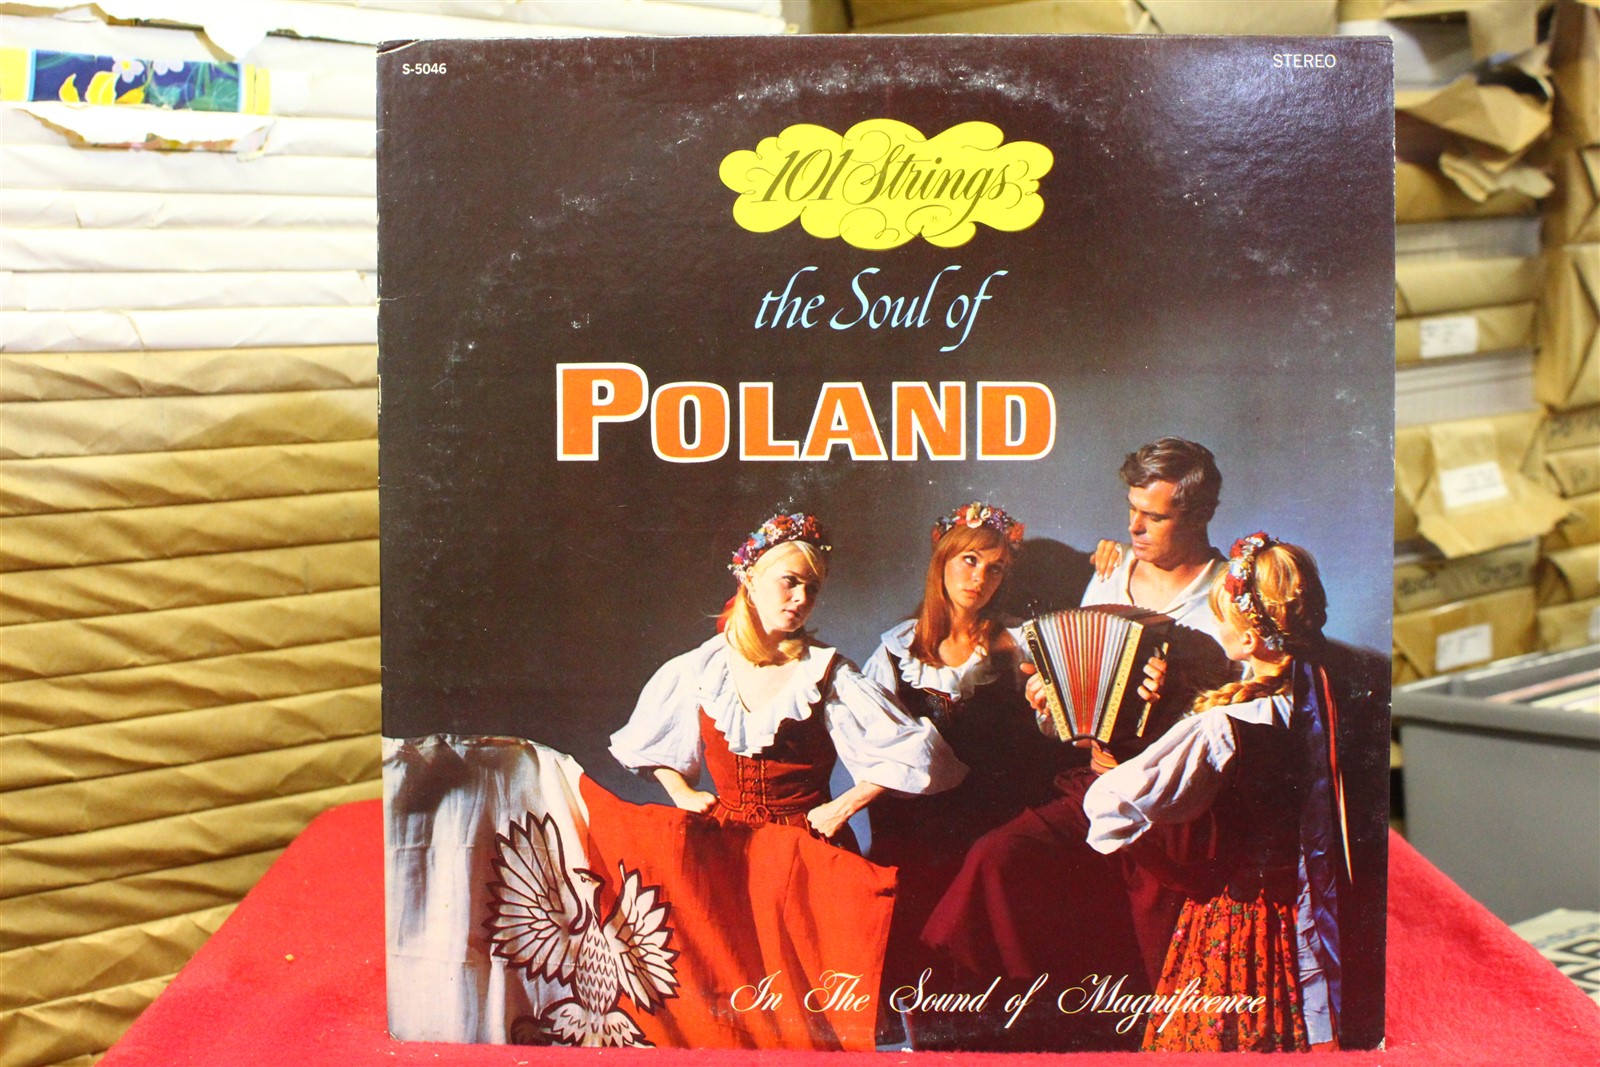 S-5046
STEREO
101 Strings
the Soul of
POLAND
In The Sound of Magnificence